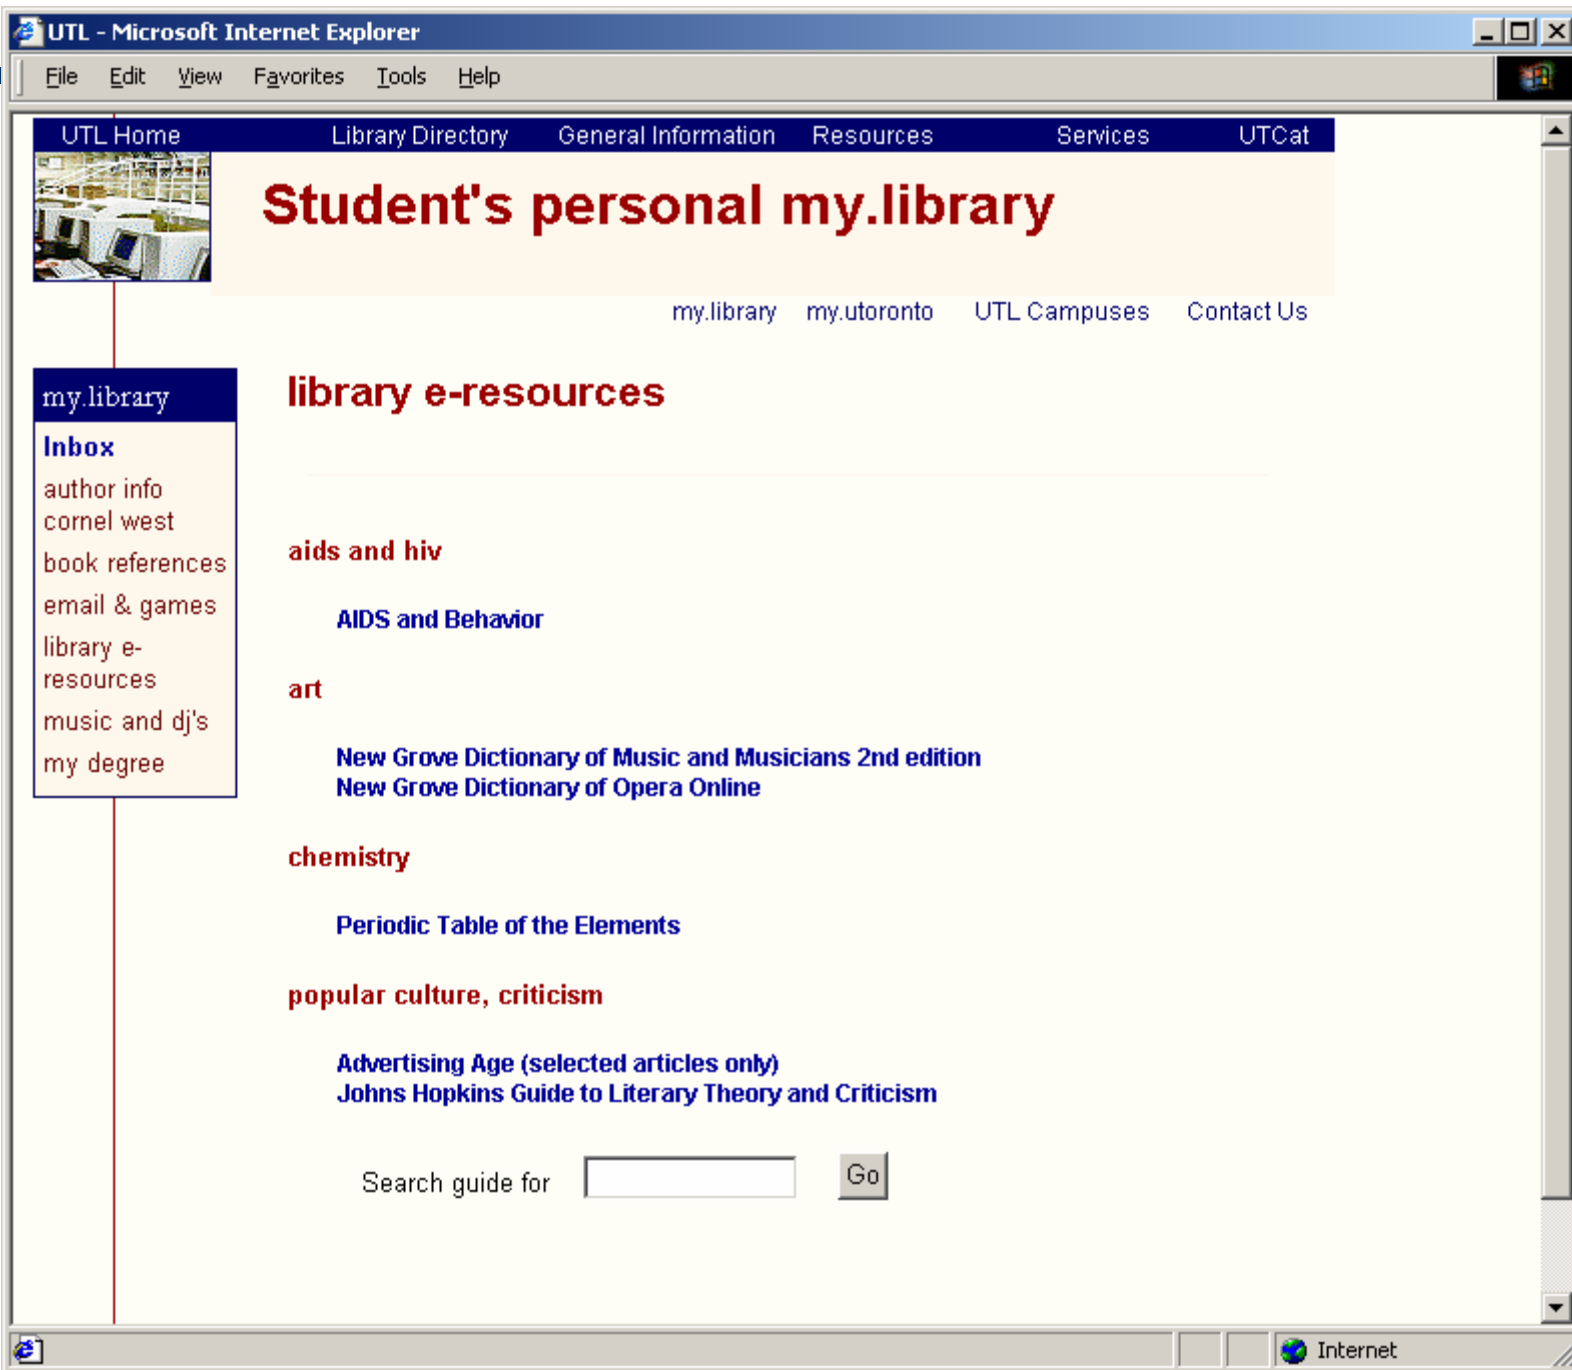 UTL - Microsoft Internet Explorer
File Edit View Favorites Tools Help
UTL Home Library Directory General Information Resources Services UTCat
Student's personal my.library
my.library my.utoronto UTL Campuses Contact Us
my.library
Inbox
author info
cornel west
book references
email & games
library e-
resources
music and dj's
my degree
library e-resources
aids and hiv
AIDS and Behavior
art
New Grove Dictionary of Music and Musicians 2nd edition
New Grove Dictionary of Opera Online
chemistry
Periodic Table of the Elements
popular culture, criticism
Advertising Age (selected articles only)
Johns Hopkins Guide to Literary Theory and Criticism
Search guide for Go
Internet